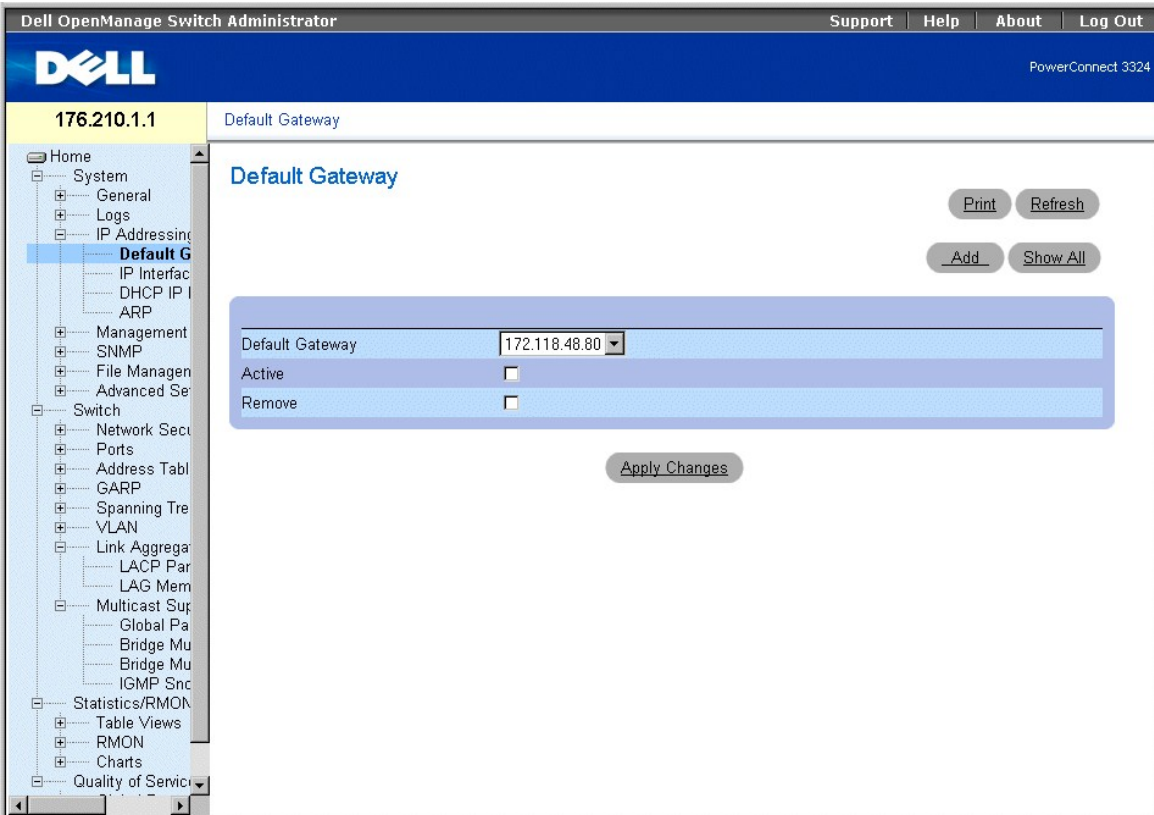 Dell OpenManage Switch Administrator
Support Help About Log Out
DELL
PowerConnect 3324
176.210.1.1
Default Gateway
Home
System
General
Logs
IP Addressing
Default G
IP Interfac
DHCP IP I
ARP
Management
SNMP
File Managen
Advanced Se
Switch
Network Secu
Ports
Address Tabl
GARP
Spanning Tre
VLAN
Link Aggrega
LACP Par
LAG Mem
Multicast Sup
Global Pa
Bridge Mu
Bridge Mu
IGMP Sno
Statistics/RMON
Table Views
RMON
Charts
Quality of Servic
Default Gateway
Print Refresh
Add Show All
Default Gateway 172.118.48.80
Active
Remove
Apply Changes